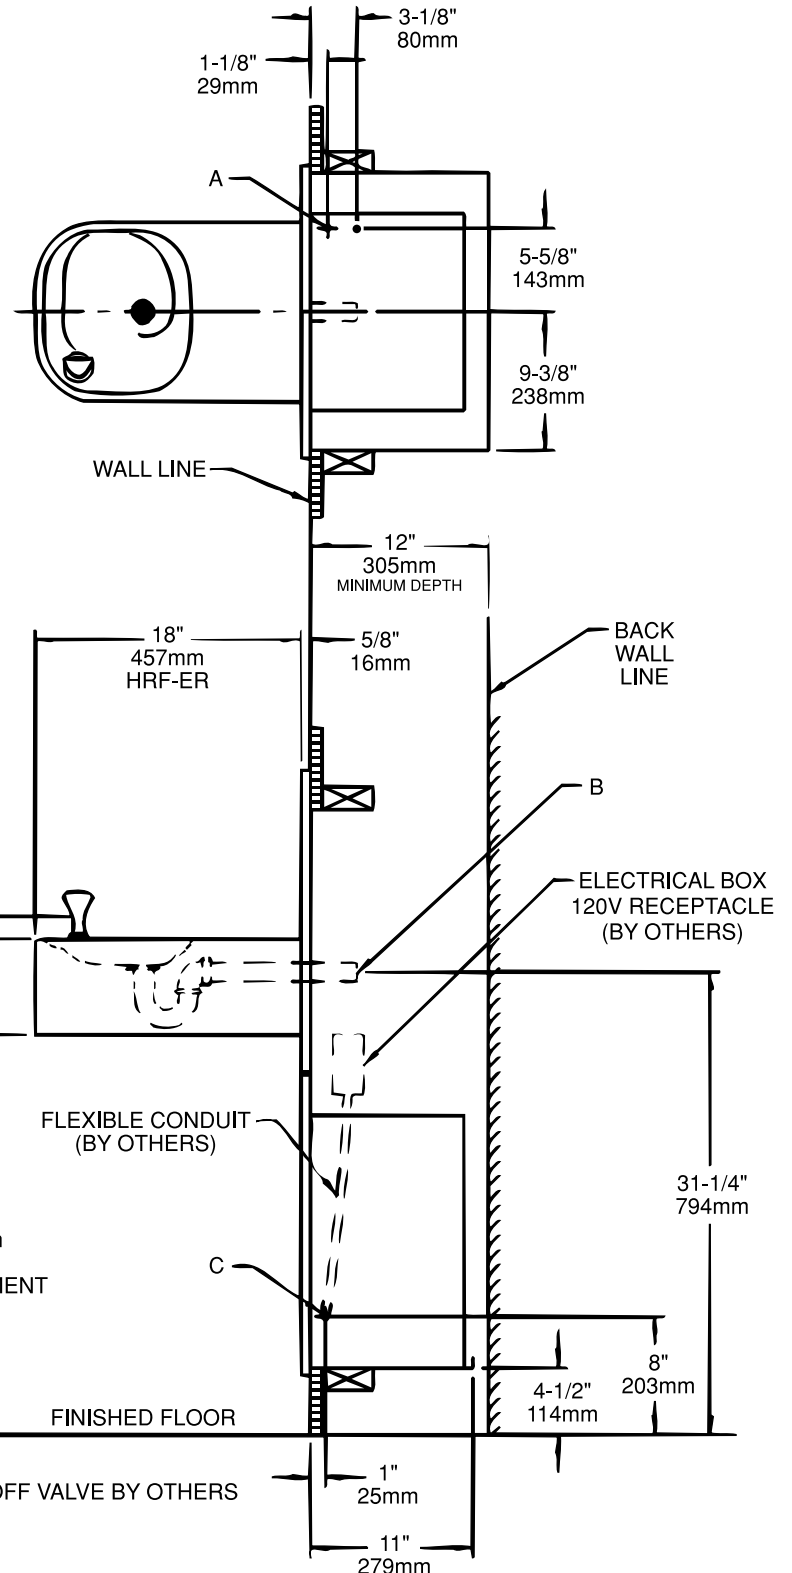 3-1/8"
80mm
1-1/8"
29mm
A
5-5/8"
143mm
9-3/8"
238mm
WALL LINE
12"
305mm
MINIMUM DEPTH
18"
457mm
HRF-ER
5/8"
16mm
BACK
WALL
LINE
B
ELECTRICAL BOX
120V RECEPTACLE
(BY OTHERS)
FLEXIBLE CONDUIT
(BY OTHERS)
31-1/4"
794mm
C
8"
203mm
4-1/2"
114mm
FINISHED FLOOR
1"
25mm
VALVE BY OTHERS
11"
279mm